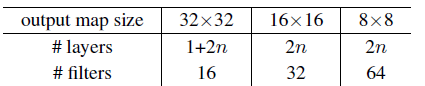 output map size 32×32 16×16 8×8
# layers 1+2n 2n 2n
# filters 16 32 64